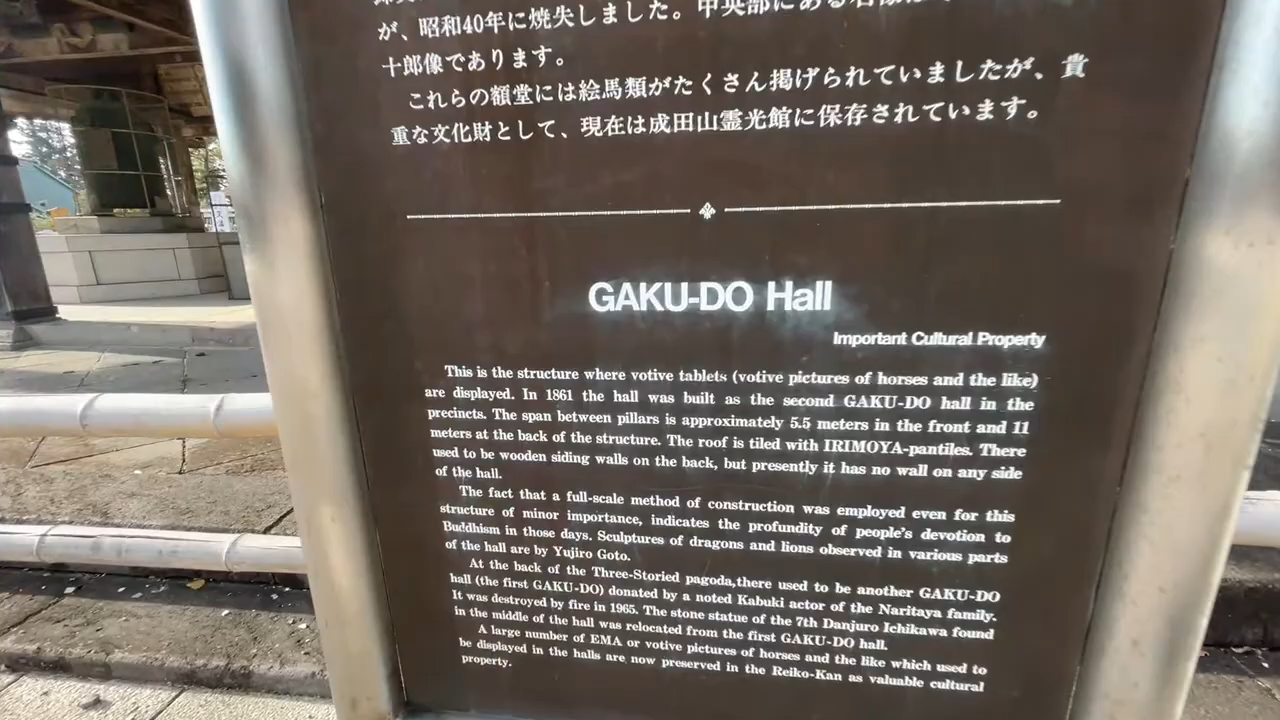 が、昭和40年に焼失しました。中央部にある石像は
十郎像であります。
これらの額堂には絵馬類がたくさん掲げられていましたが、貴
重な文化財として、現在は成田山霊光館に保存されています。
GAKU-DO Hall
Important Cultural Property
This is the structure where votive tablets (votive pictures of horses and the like)
are displayed. In 1861 the hall was built as the second GAKU-DO hall in the
precincts. The span between pillars is approximately 5.5 meters in the front and 11
meters at the back of the structure. The roof is tiled with IRIMOYA-pantiles. There
used to be wooden siding walls on the back, but presently it has no wall on any side
of the hall.
The fact that a full-scale method of construction was employed even for this
structure of minor importance, indicates the profundity of people's devotion to
Buddhism in those days. Sculptures of dragons and lions observed in various parts
of the hall are by Yujiro Goto.
At the back of the Three-Storied pagoda,there used to be another GAKU-DO
hall (the first GAKU-DO) donated by a noted Kabuki actor of the Naritaya family.
It was destroyed by fire in 1965. The stone statue of the 7th Danjuro Ichikawa found
in the middle of the hall was relocated from the first GAKU-DO hall.
A large number of EMA or votive pictures of horses and the like which used to
be displayed in the halls are now preserved in the Reiko-Kan as valuable cultural
property.